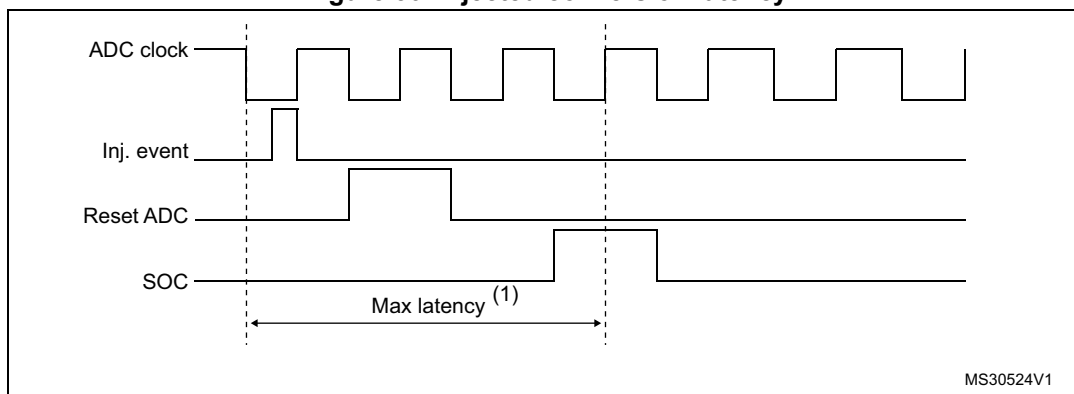 ADC clock
Inj. event
Reset ADC
SOC
Max latency (1)
MS30524V1